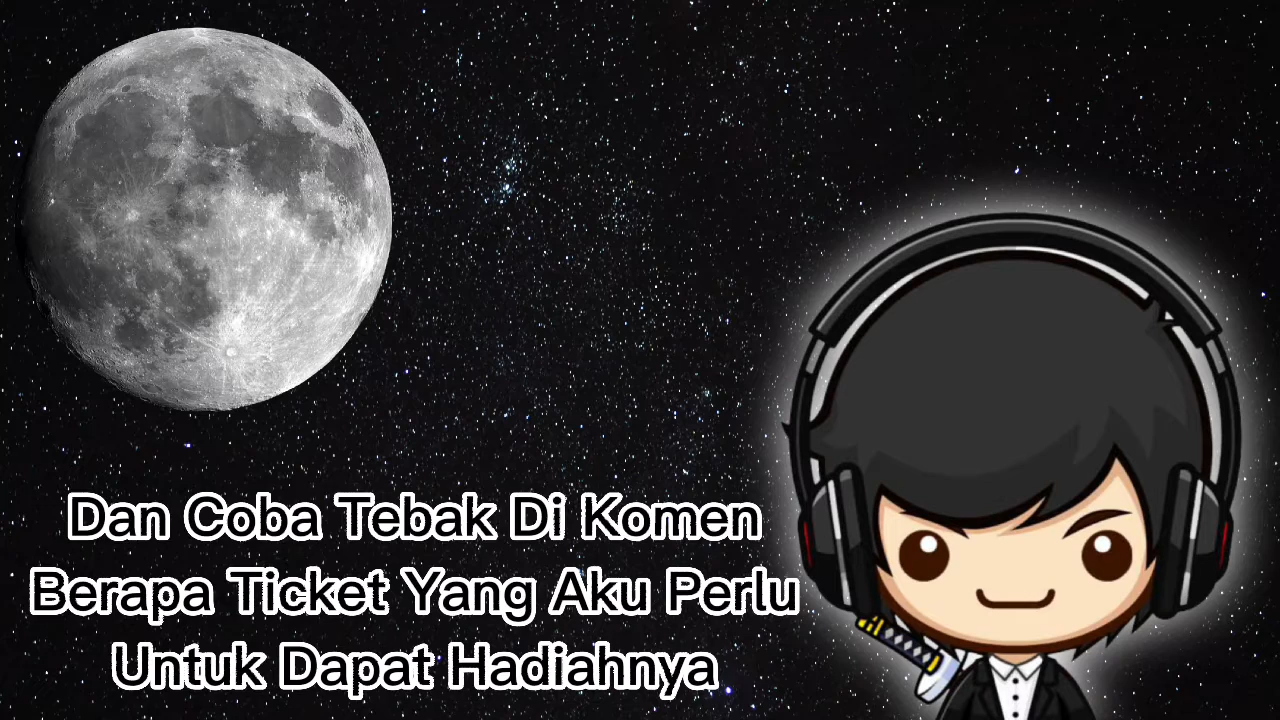 Dan Coba Tebak Di Komen
Berapa Ticket Yang Aku Perlu
Untuk Dapat Hadiahnya